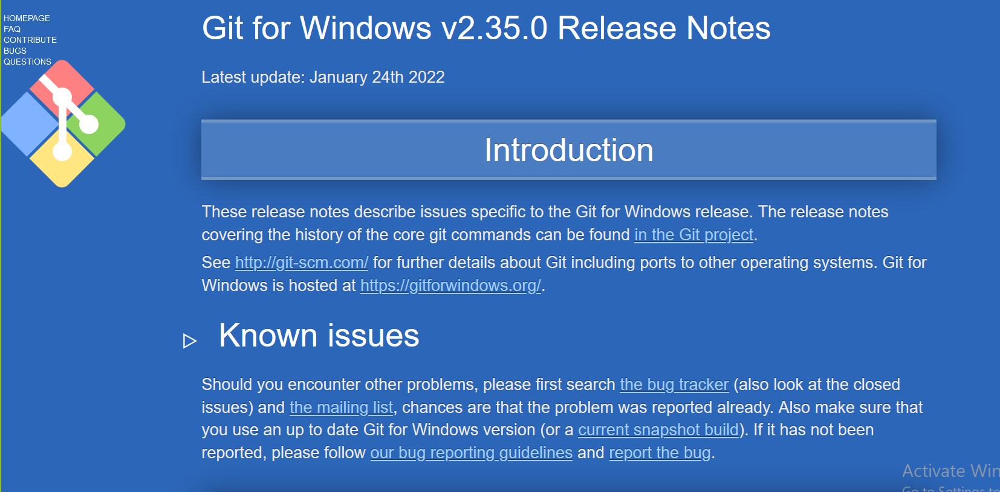 HOMEPAGE
FAQ
CONTRIBUTE
BUGS
QUESTIONS
Git for Windows v2.35.0 Release Notes
Latest update: January 24th 2022
Introduction
These release notes describe issues specific to the Git for Windows release. The release notes
covering the history of the core git commands can be found in the Git project.
See http://git-scm.com/ for further details about Git including ports to other operating systems. Git for
Windows is hosted at https://gitforwindows.org/.
Known issues
Should you encounter other problems, please first search the bug tracker (also look at the closed
issues) and the mailing list, chances are that the problem was reported already. Also make sure that
you use an up to date Git for Windows version (or a current snapshot build). If it has not been
reported, please follow our bug reporting guidelines and report the bug.
Activate Win
Go to Settings to